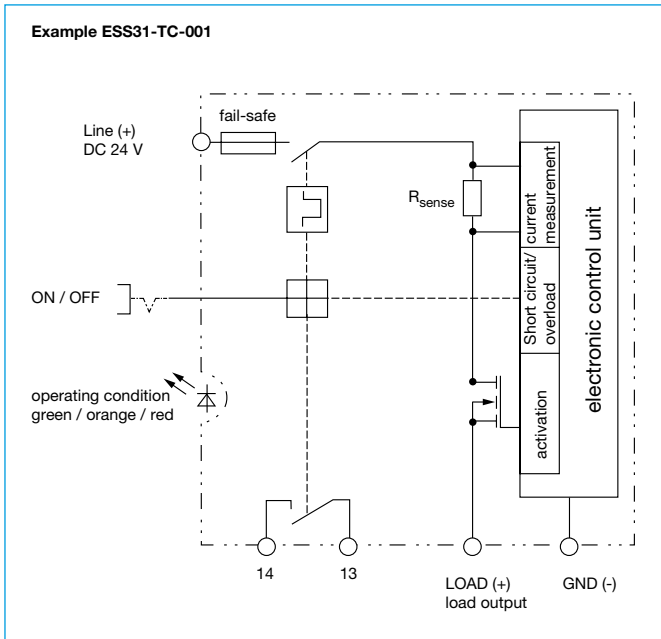 Example ESS31-TC-001
fail-safe
Line (+)
DC 24 V
Rsense
current
measurement
Short circuit/
overload
activation
electronic control unit
ON / OFF
operating condition
green / orange / red
14
13
LOAD (+)
load output
GND (-)